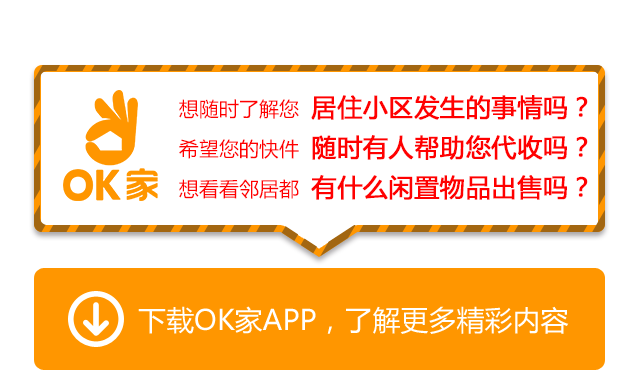 想随时了解您 居住小区发生的事情吗？
希望您的快件 随时有人帮助您代收吗？
想看看邻居都 有什么闲置物品出售吗？
OK家
下载OK家APP，了解更多精彩内容